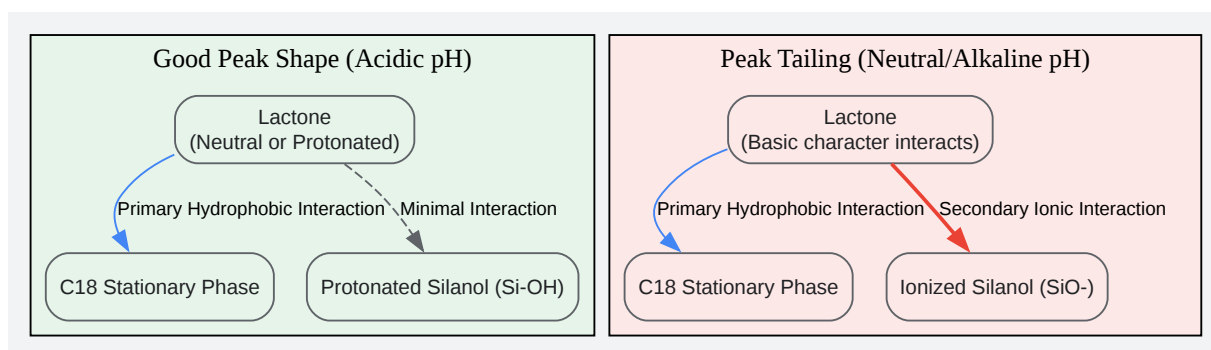 Good Peak Shape (Acidic pH)
Lactone
(Neutral or Protonated)
Primary Hydrophobic Interaction
Minimal Interaction
C18 Stationary Phase
Protonated Silanol (Si-OH)
Peak Tailing (Neutral/Alkaline pH)
Lactone
(Basic character interacts)
Primary Hydrophobic Interaction
Secondary Ionic Interaction
C18 Stationary Phase
Ionized Silanol (SiO-)